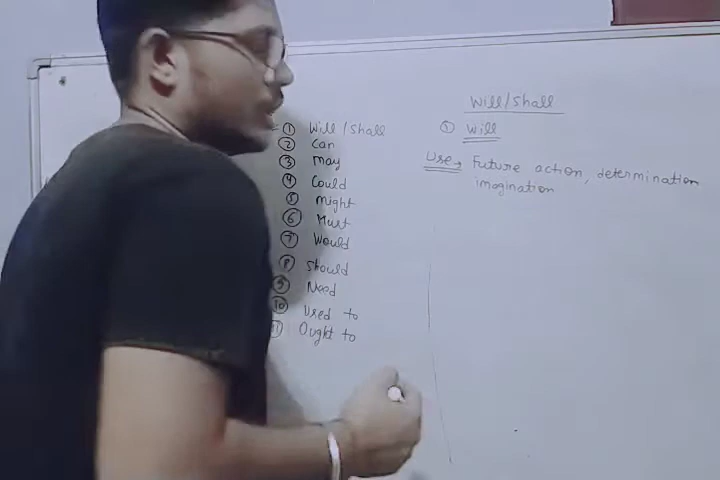 ① Will / Shall
② Can
③ May
④ Could
⑤ Might
⑥ Must
⑦ Would
⑧ Should
⑨ Need
⑩ Used to
⑪ Ought to
Will/Shall
① Will
Use → Future action, determination
imagination